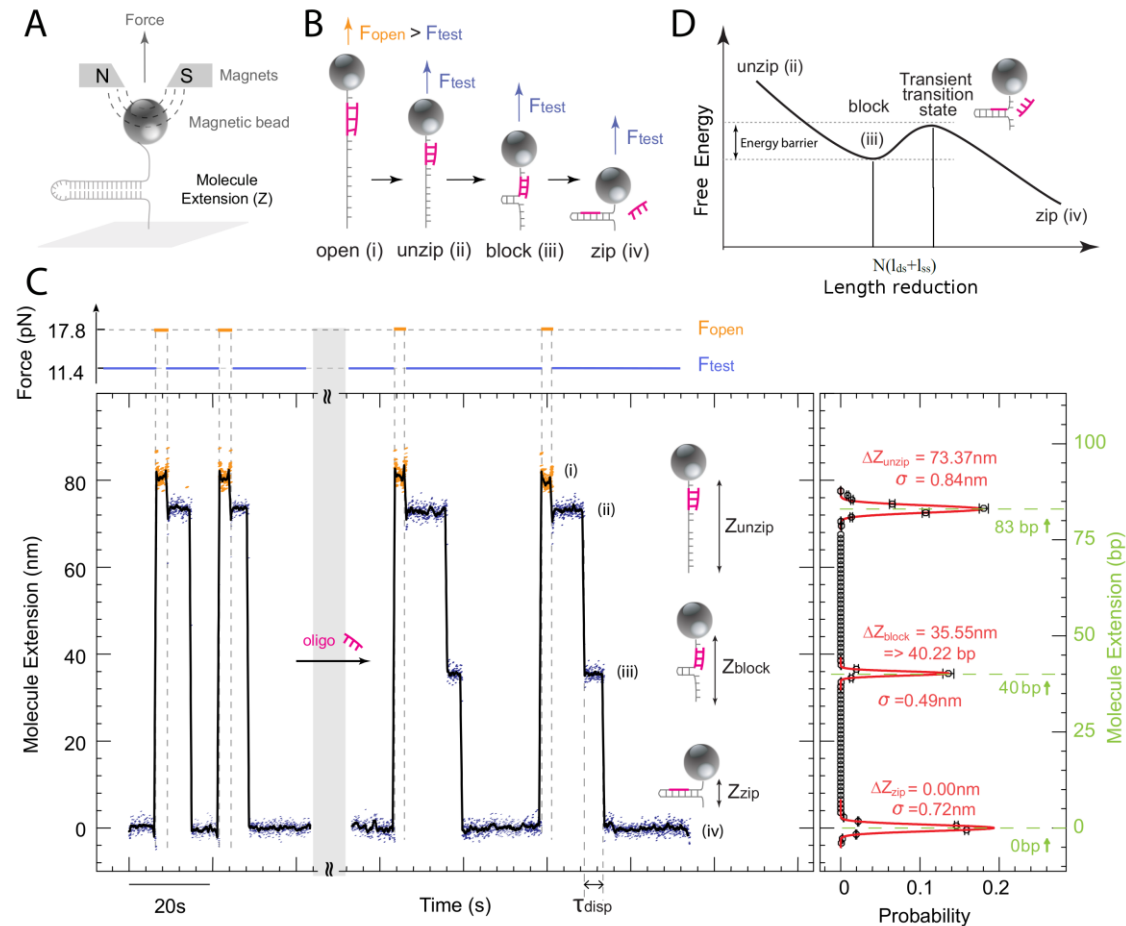 A
Force
N
S
Magnets
Magnetic bead
Molecule
Extension (Z)
B
Fopen > Ftest
Ftest
Ftest
Ftest
open (i)
unzip (ii)
block (iii)
zip (iv)
D
Free Energy
unzip (ii)
block
(iii)
Transient
transition
state
Energy barrier
zip (iv)
N(lds+lss)
Length reduction
C
Force (pN)
17.8
11.4
Fopen
Ftest
≈
≈
Molecule Extension (nm)
80
60
40
20
0
oligo
(i)
(ii)
(iii)
(iv)
Zunzip
Zblock
Zzip
20s
Time (s)
τdisp
ΔZunzip = 73.37nm
σ = 0.84nm
83 bp
ΔZblock = 35.55nm
=> 40.22 bp
40bp
σ =0.49nm
ΔZzip = 0.00nm
σ =0.72nm
0bp
100
75
50
25
0
Molecule Extension (bp)
0
0.1
0.2
Probability